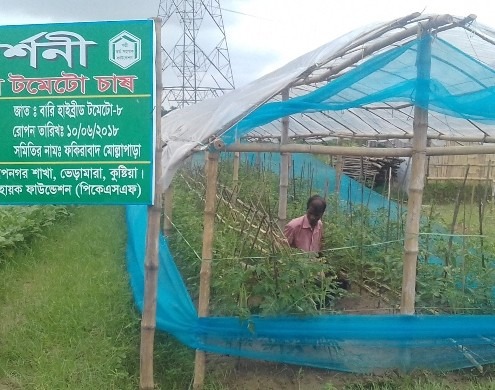 র্শনী
টমেটো চাষ
জাত ঃ বারি হাইব্রীড টমেটো-৮
রোপন তারিখঃ ১০/০৬/২০১৮
সমিতির নামঃ ফকিরাবাদ মোল্লাপাড়া
পনগর শাখা, ভেড়ামারা, কুষ্টিয়া।
হায়ক ফাউন্ডেশন (পিকেএসএফ)